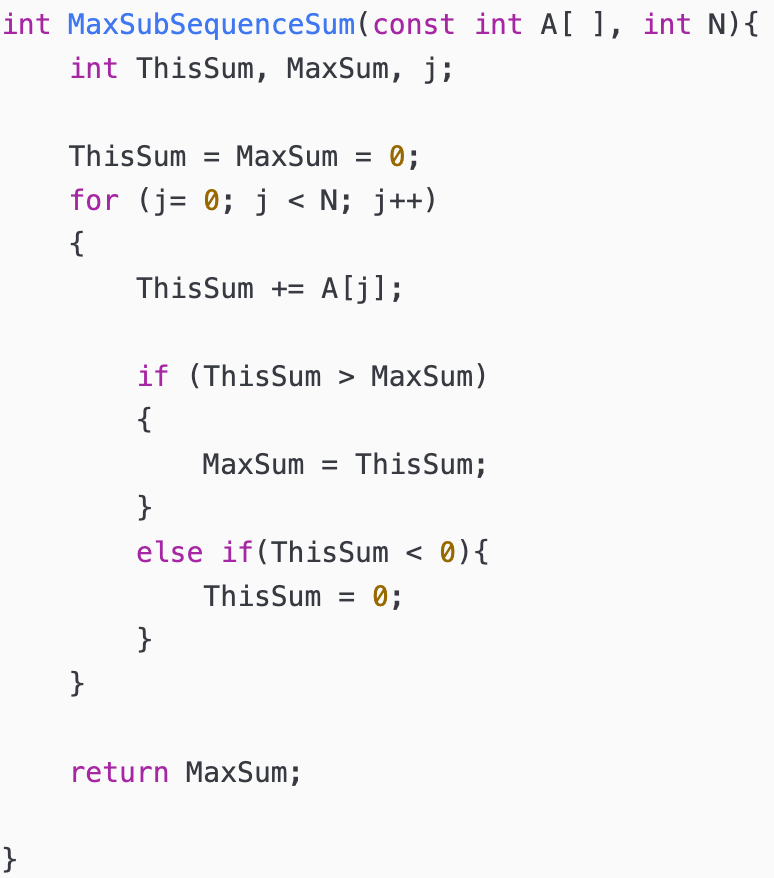 int MaxSubSequenceSum(const int A[ ], int N){
    int ThisSum, MaxSum, j;

    ThisSum = MaxSum = 0;
    for (j= 0; j < N; j++)
    {
        ThisSum += A[j];

        if (ThisSum > MaxSum)
        {
            MaxSum = ThisSum;
        }
        else if(ThisSum < 0){
            ThisSum = 0;
        }
    }

    return MaxSum;

}